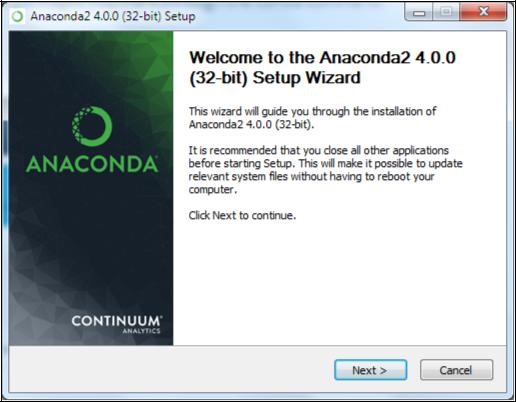 Anaconda2 4.0.0 (32-bit) Setup
Welcome to the Anaconda2 4.0.0
(32-bit) Setup Wizard
This wizard will guide you through the installation of
Anaconda2 4.0.0 (32-bit).
It is recommended that you close all other applications
before starting Setup. This will make it possible to update
relevant system files without having to reboot your
computer.
Click Next to continue.
ANACONDA
CONTINUUM
ANALYTICS
Next >
Cancel